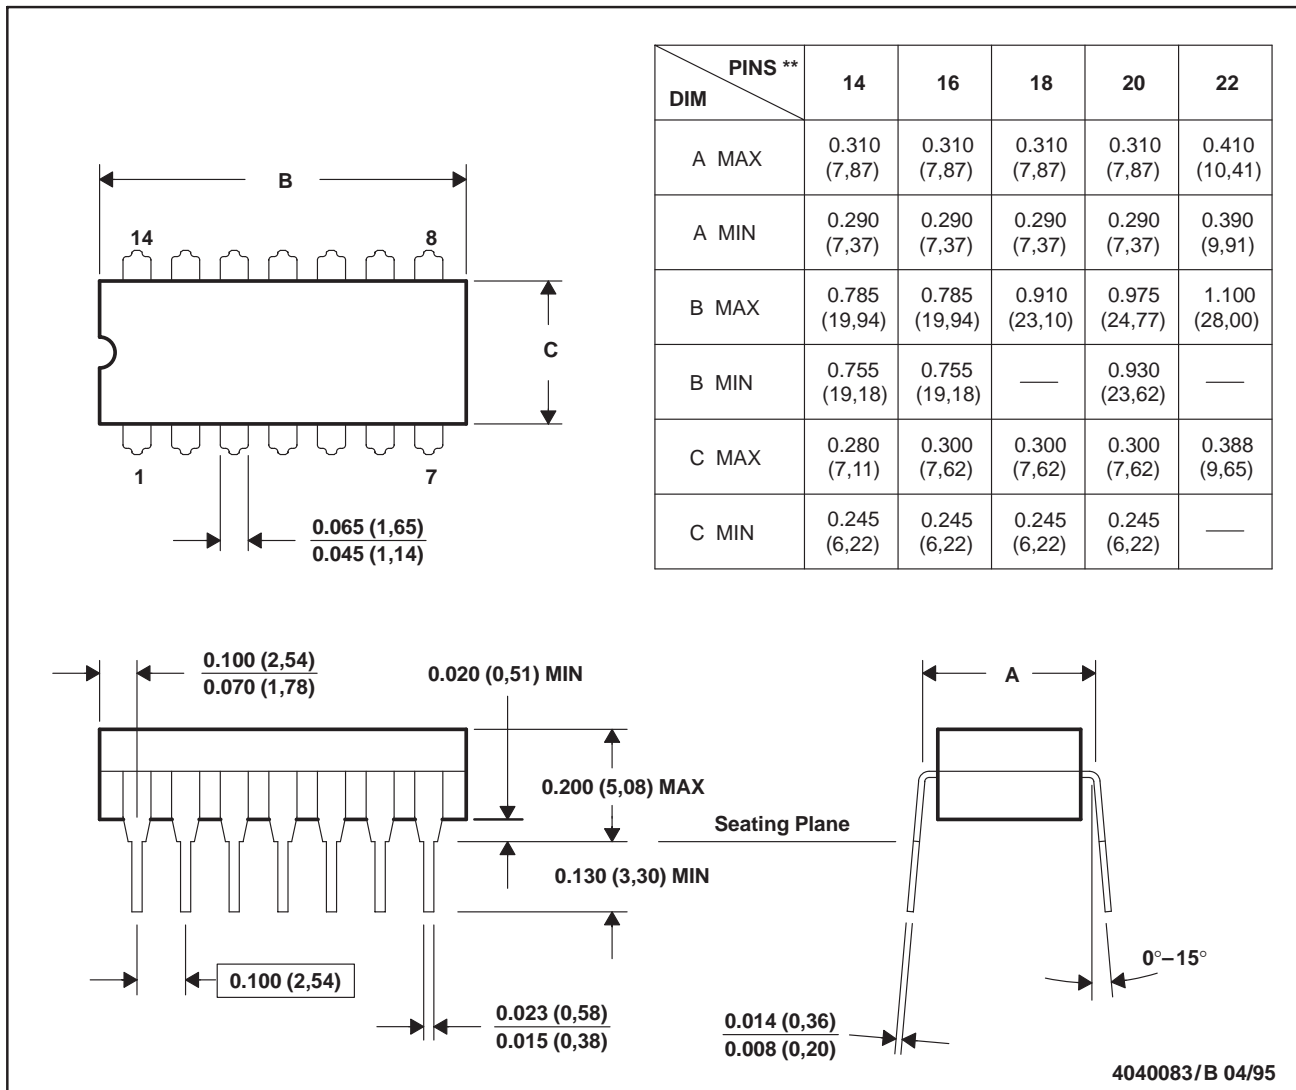 PINS **
DIM
14 16 18 20 22
A MAX
0.310 0.310 0.310 0.310 0.410
(7,87) (7,87) (7,87) (7,87) (10,41)
A MIN
0.290 0.290 0.290 0.290 0.390
(7,37) (7,37) (7,37) (7,37) (9,91)
B MAX
0.785 0.785 0.910 0.975 1.100
(19,94) (19,94) (23,10) (24,77) (28,00)
B MIN
0.755 0.755 — 0.930 —
(19,18) (19,18) (23,62)
C MAX
0.280 0.300 0.300 0.300 0.388
(7,11) (7,62) (7,62) (7,62) (9,65)
C MIN
0.245 0.245 0.245 0.245 —
(6,22) (6,22) (6,22) (6,22)
B
14 8
C
1 7
0.065 (1,65)
0.045 (1,14)
0.100 (2,54)
0.070 (1,78)
0.020 (0,51) MIN
A
0.200 (5,08) MAX
Seating Plane
0.130 (3,30) MIN
0°–15°
0.100 (2,54)
0.023 (0,58)
0.015 (0,38)
0.014 (0,36)
0.008 (0,20)
4040083/B 04/95